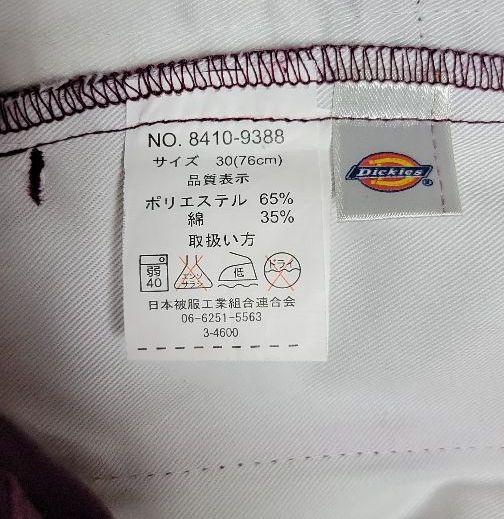 NO. 8410-9388
サイズ 30(76cm)
品質表示
ポリエステル 65%
綿 35%
取扱い方
弱 40
エンソ サラシ
低
ドライ
日本被服工業組合連合会
06-6251-5563
3-4600
Dickies
®